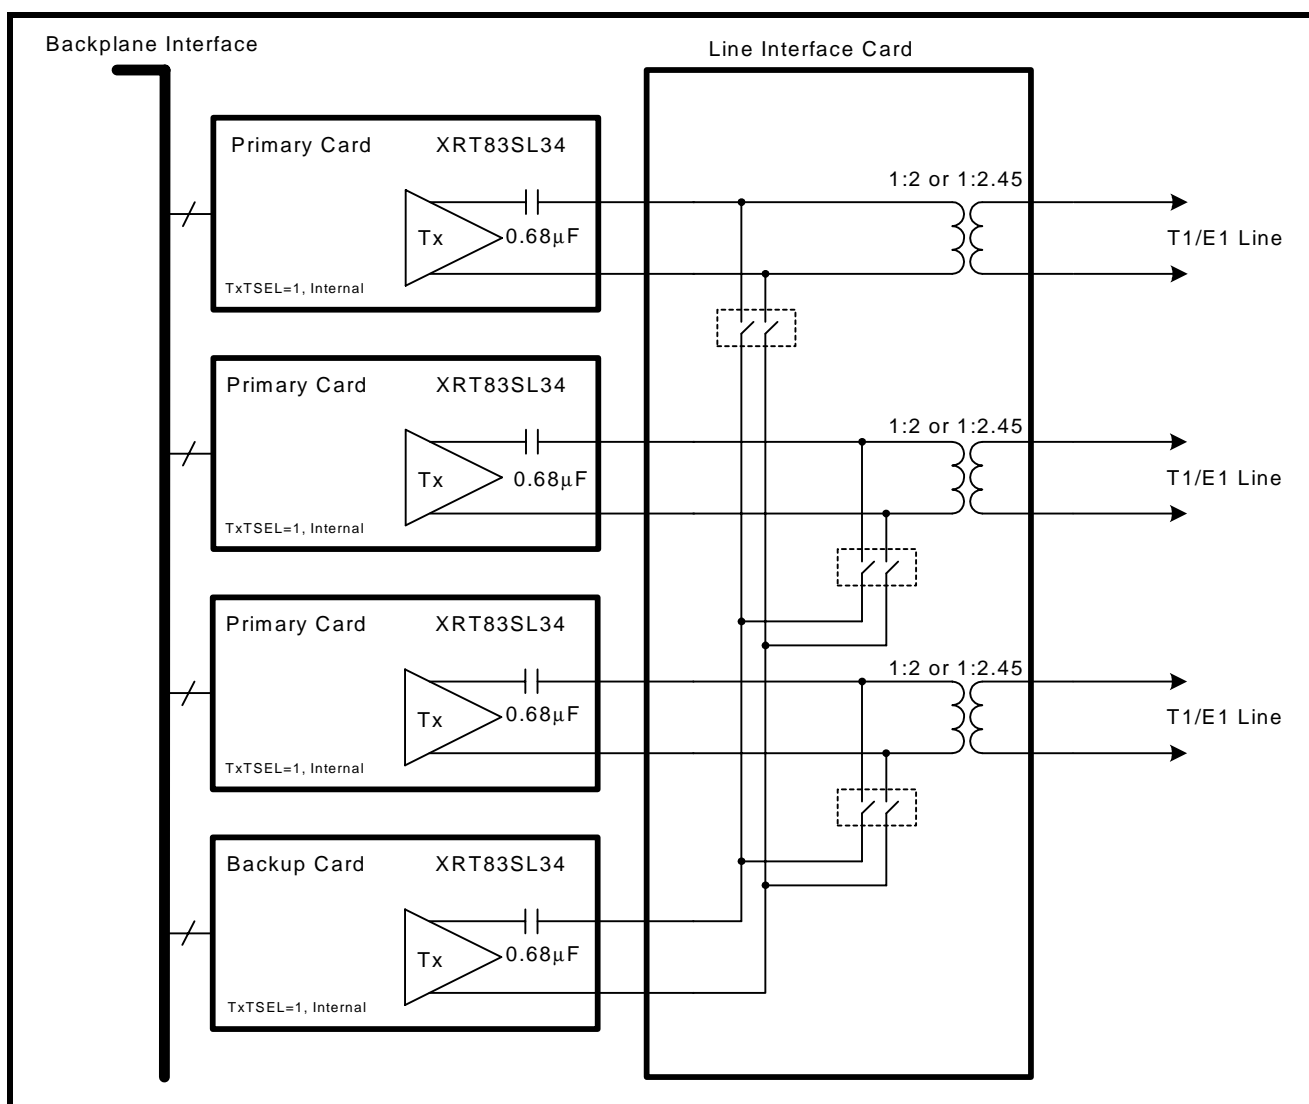 Backplane Interface
Line Interface Card
Primary Card XRT83SL34
Tx
0.68μF
TxTSEL=1, Internal
1:2 or 1:2.45
T1/E1 Line
Primary Card XRT83SL34
Tx
0.68μF
TxTSEL=1, Internal
1:2 or 1:2.45
T1/E1 Line
Primary Card XRT83SL34
Tx
0.68μF
TxTSEL=1, Internal
1:2 or 1:2.45
T1/E1 Line
Backup Card XRT83SL34
Tx
0.68μF
TxTSEL=1, Internal